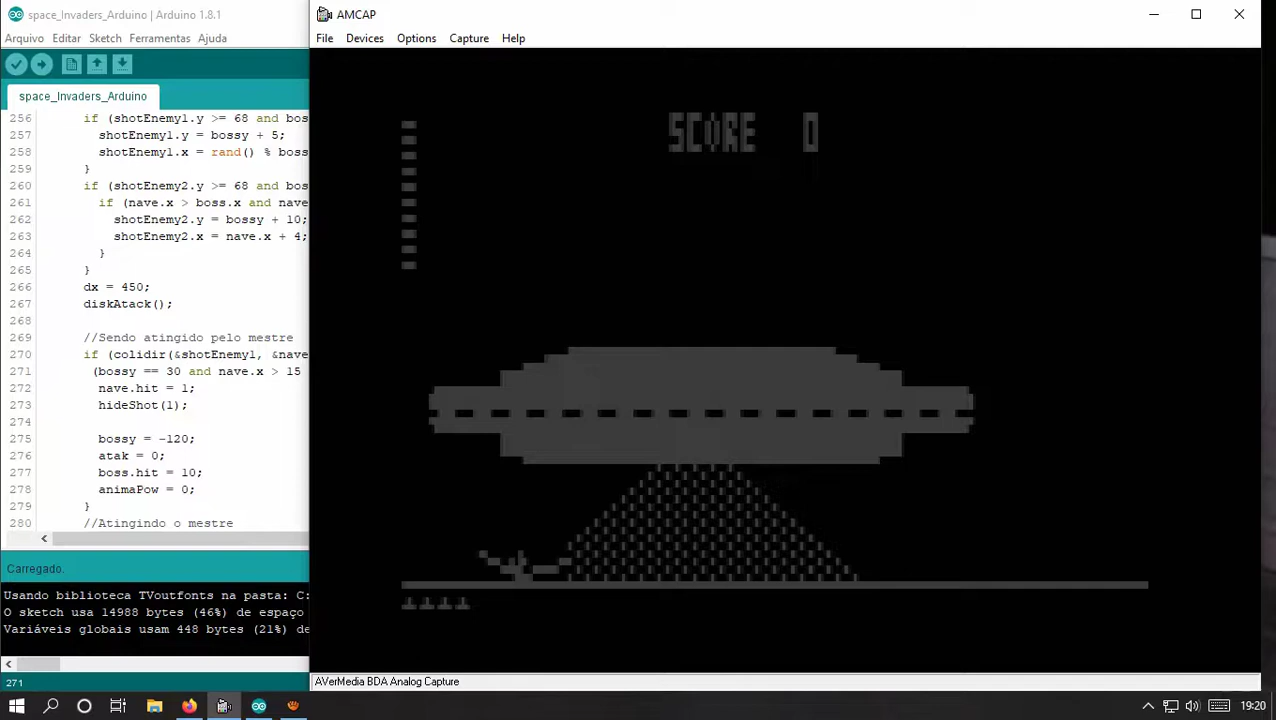 space_Invaders_Arduino | Arduino 1.8.1
Arquivo Editar Sketch Ferramentas Ajuda
space_Invaders_Arduino
256 if (shotEnemy1.y >= 68 and bos
257 shotEnemy1.y = bossy + 5;
258 shotEnemy1.x = rand() % boss
259 }
260 if (shotEnemy2.y >= 68 and bos
261 if (nave.x > boss.x and nave
262 shotEnemy2.y = bossy + 10;
263 shotEnemy2.x = nave.x + 4;
264 }
265 }
266 dx = 450;
267 diskAtack();
268
269 //Sendo atingido pelo mestre
270 if (colidir(&shotEnemy1, &nave
271 (bossy == 30 and nave.x > 15
272 nave.hit = 1;
273 hideShot(1);
274
275 bossy = -120;
276 atak = 0;
277 boss.hit = 10;
278 animaPow = 0;
279 }
280 //Atingindo o mestre
Carregado.
Usando biblioteca TVoutfonts na pasta: C:
O sketch usa 14988 bytes (46%) de espaço
Variáveis globais usam 448 bytes (21%) de
271
AMCAP
File Devices Options Capture Help
SCORE 0
AVerMedia BDA Analog Capture
19:20